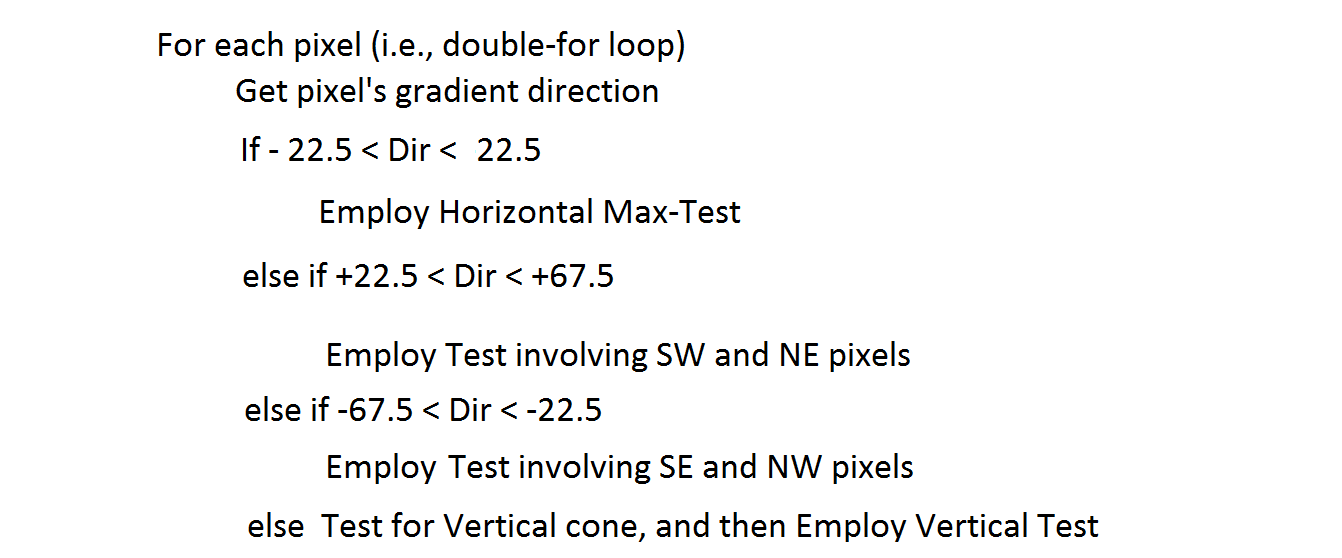 For each pixel (i.e., double-for loop)
Get pixel's gradient direction
If - 22.5 < Dir < 22.5
Employ Horizontal Max-Test
else if +22.5 < Dir < +67.5
Employ Test involving SW and NE pixels
else if -67.5 < Dir < -22.5
Employ Test involving SE and NW pixels
else Test for Vertical cone, and then Employ Vertical Test